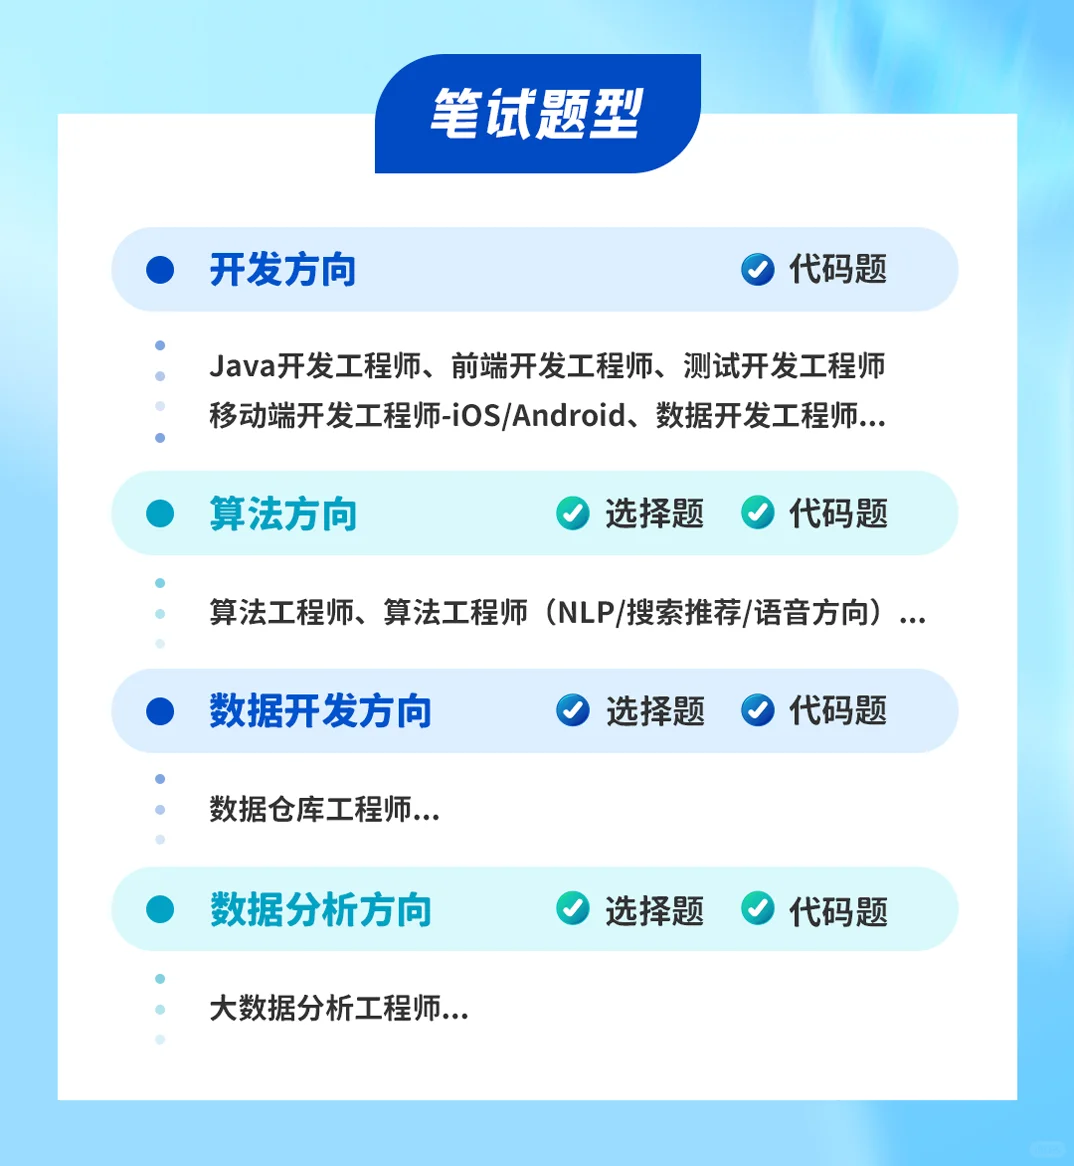 笔试题型
开发方向 代码题
Java开发工程师、前端开发工程师、测试开发工程师
移动端开发工程师-iOS/Android、数据开发工程师...
算法方向 选择题 代码题
算法工程师、算法工程师（NLP/搜索推荐/语音方向）...
数据开发方向 选择题 代码题
数据仓库工程师...
数据分析方向 选择题 代码题
大数据分析工程师...